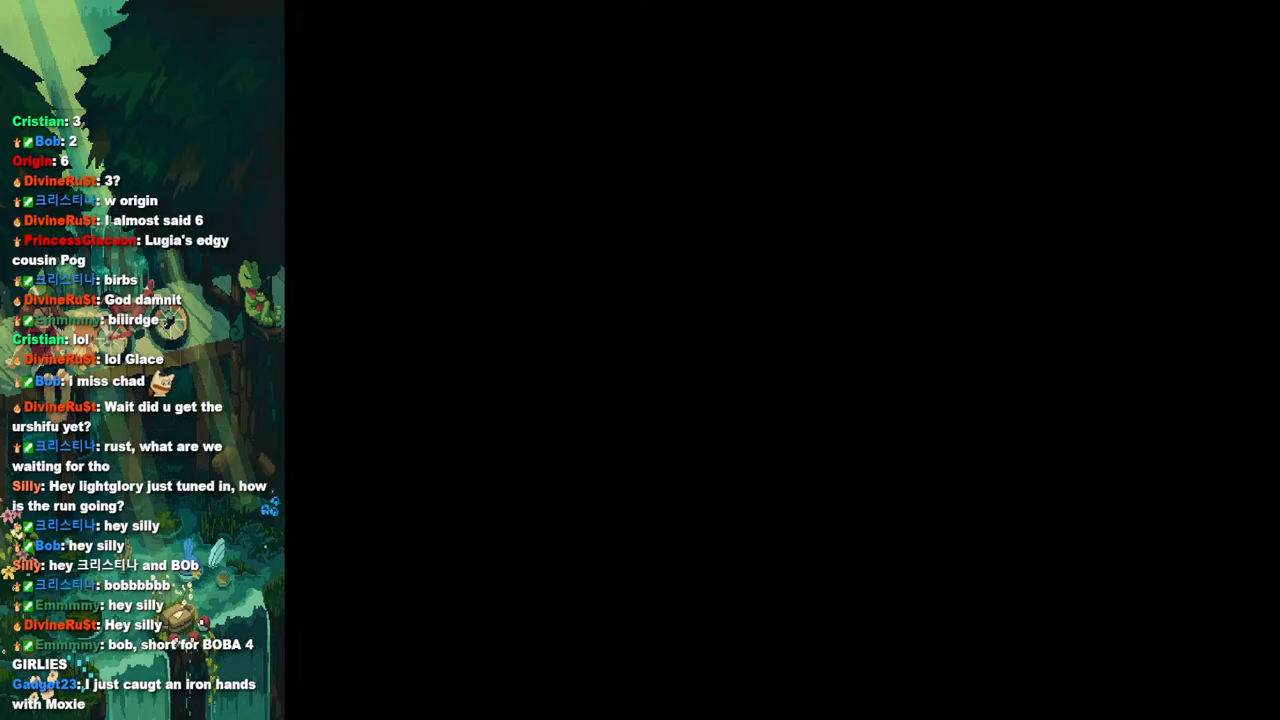 Cristian: 3
Bob: 2
Origin: 6
DivineRu$t: 3?
크리스티나: w origin
DivineRu$t: I almost said 6
PrincessGlaceon: Lugia's edgy
cousin Pog
크리스티나: birbs
DivineRu$t: God damnit
Emmmmy: biiirdge
Cristian: lol
DivineRu$t: lol Glace
Bob: i miss chad
DivineRu$t: Wait did u get the
urshifu yet?
크리스티나: rust, what are we
waiting for tho
Silly: Hey lightglory just tuned in, how
is the run going?
크리스티나: hey silly
Bob: hey silly
Silly: hey 크리스티나 and BOb
크리스티나: bobbbbbb
Emmmmy: hey silly
DivineRu$t: Hey silly
Emmmmy: bob, short for BOBA 4
GIRLIES
Gadget23: I just caugt an iron hands
with Moxie